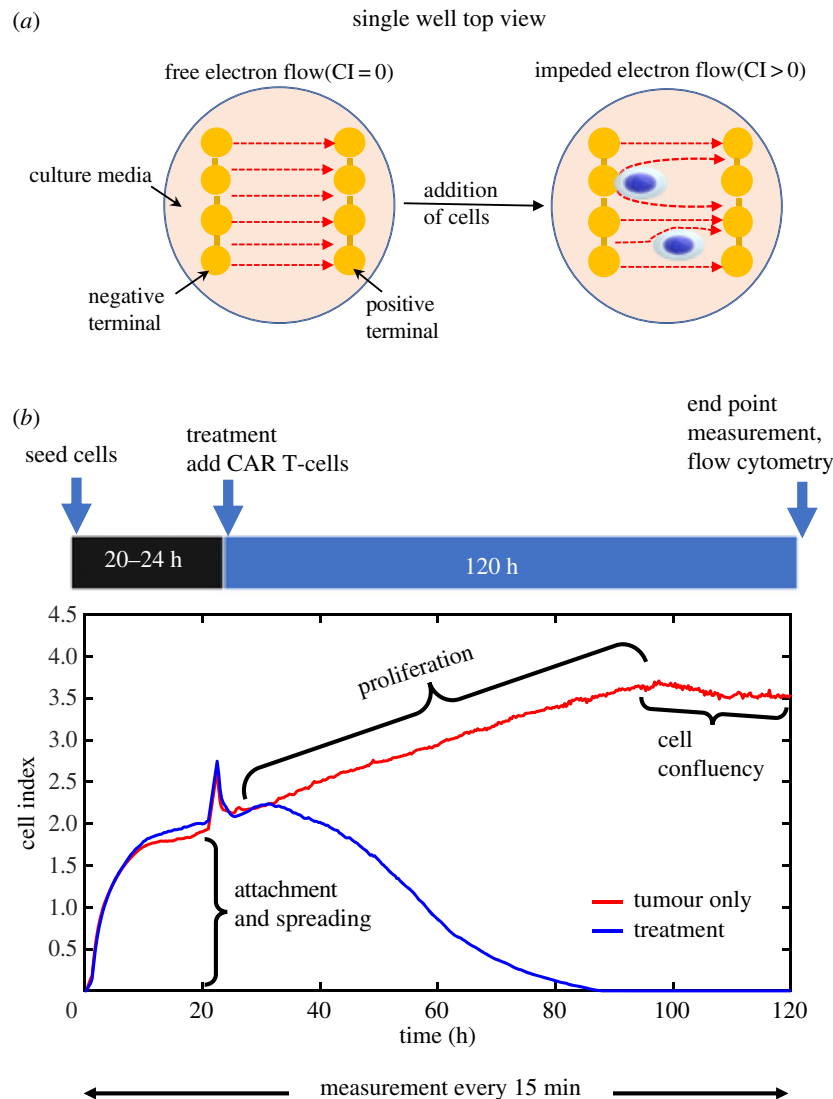 (a)
single well top view
free electron flow(CI = 0)
impeded electron flow(CI > 0)
culture media
addition
of cells
negative
terminal
positive
terminal
(b)
seed cells
treatment
add CAR T-cells
end point
measurement,
flow cytometry
20–24 h
120 h
4.5
4.0
3.5
3.0
2.5
2.0
1.5
1.0
0.5
cell index
proliferation
cell
confluency
attachment
and spreading
tumour only
treatment
0
20
40
60
80
100
120
time (h)
measurement every 15 min